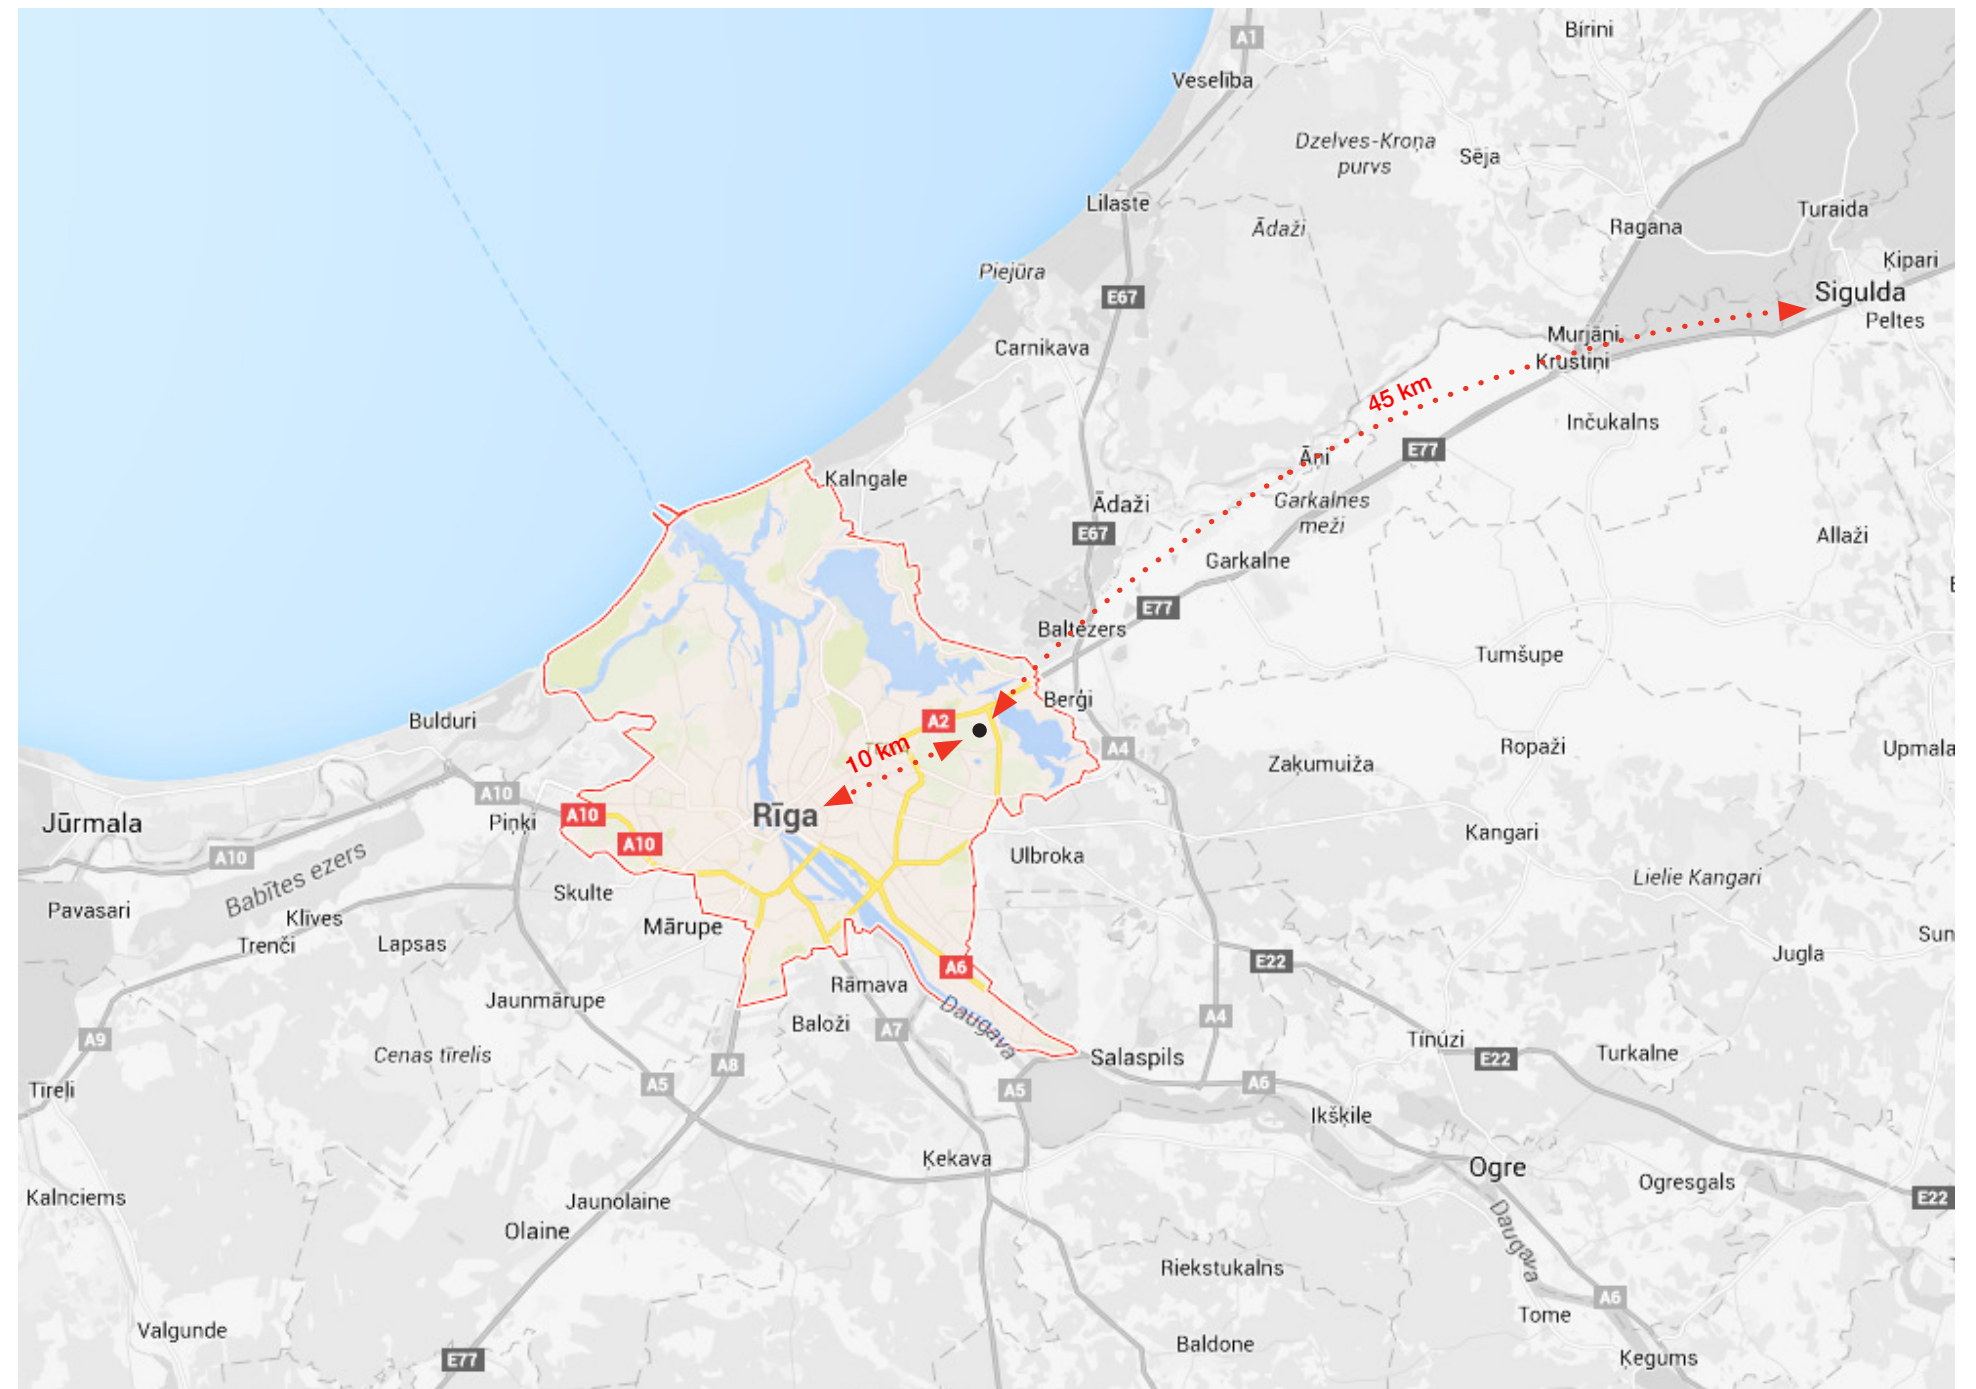 Bīriņi
A1
Veselība
Dzelves-Kroņa
purvs
Sēja
Lilaste
Ādaži
Turaida
Ragana
Piejūra
Ķipari
E67
Sigulda
Peltes
Murjāņi
Krustiņi
Carnikava
45 km
Inčukalns
E77
Āņi
Kalngale
Garkalnes
meži
Ādaži
E67
Allaži
Garkalne
E77
Baltezers
Tumšupe
Berģi
Bulduri
A2
A4
Ropaži
Upmala
10 km
Zaķumuiža
A10
Rīga
A10
Piņķi
Jūrmala
Kangari
A10
A10
Ulbroka
Babītes ezers
Skulte
Lielie Kangari
Pavasari
Klīves
Mārupe
Trenči
Lapsas
Sun
Jugla
E22
A6
Rāmava
Jaunmārupe
Daugava
A4
Baloži
A7
A9
Tīnūži
Cenas tīrelis
Salaspils
E22
Turkalne
A8
A5
A5
A6
Tīreļi
Ikšķile
Ķekava
Ogre
Ogresgals
Kalnciems
E22
Jaunolaine
Daugava
Olaine
Riekstukalns
A6
Tome
Valgunde
Baldone
E77
Ķegums